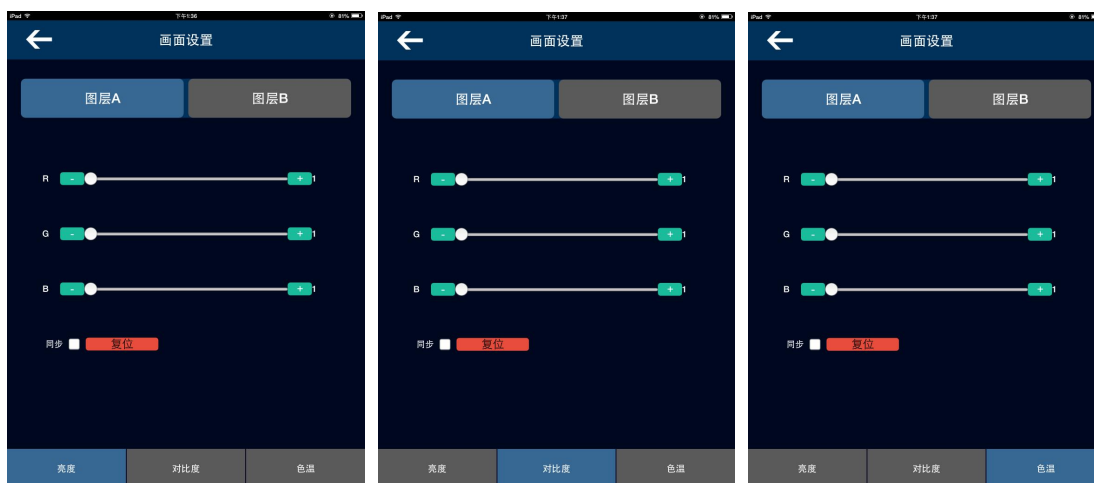 iPad 下午1:36 81%
画面设置
图层A 图层B
R - + 1
G - + 1
B - + 1
同步 复位
亮度 对比度 色温
iPad 下午1:37 81%
画面设置
图层A 图层B
R - + 1
G - + 1
B - + 1
同步 复位
亮度 对比度 色温
iPad 下午1:37 81%
画面设置
图层A 图层B
R - + 1
G - + 1
B - + 1
同步 复位
亮度 对比度 色温